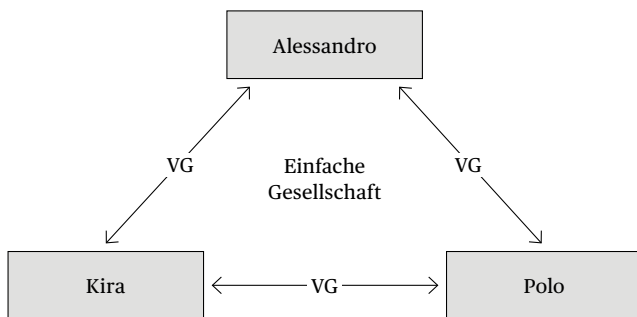 Alessandro
VG
Einfache
Gesellschaft
VG
Kira
VG
Polo